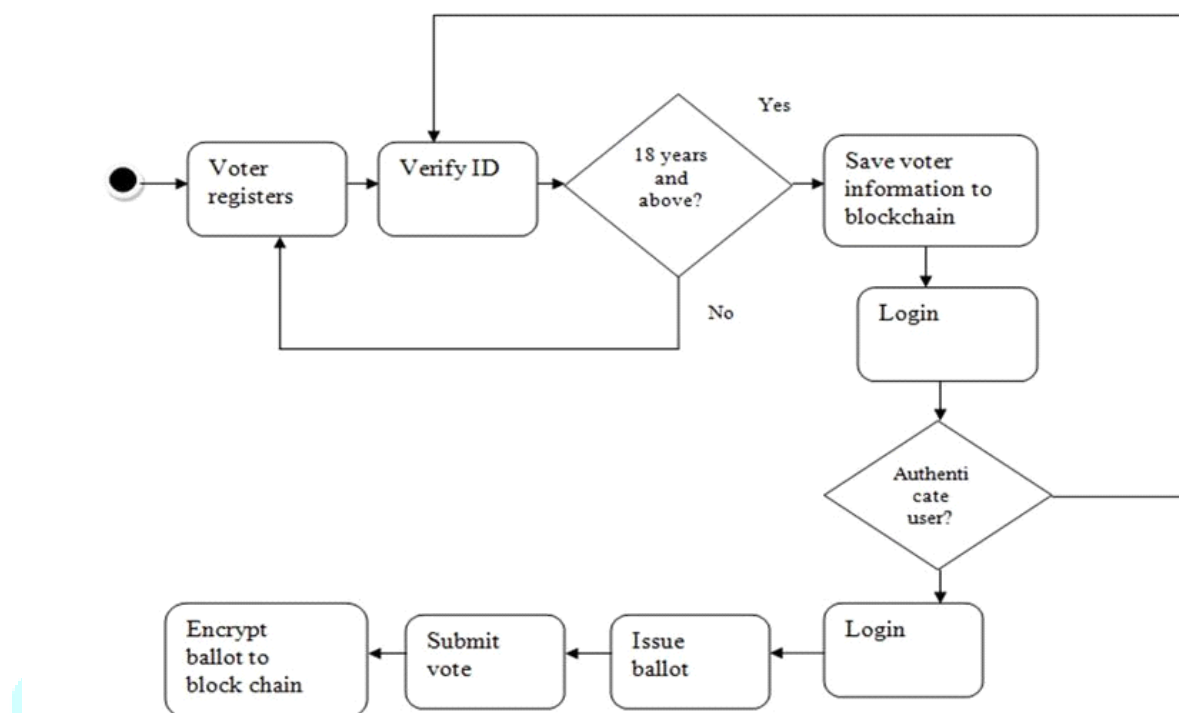 Voter
registers
Verify ID
18 years
and
above?
Yes
No
Save voter
information to
blockchain
Login
Authenti
cate
user?
Login
Issue
ballot
Submit
vote
Encrypt
ballot to
block chain